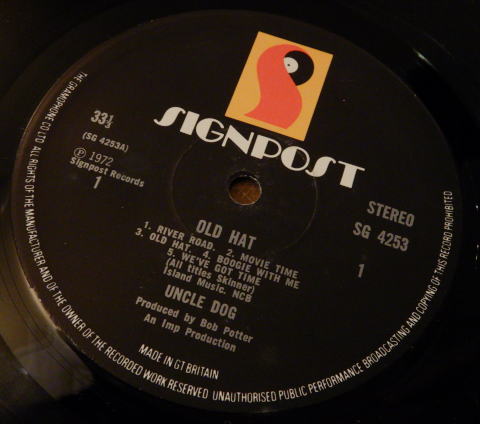 SIGNPOST
33⅓
(SG 4253A)
℗ 1972
Signpost Records
1
STEREO
SG 4253
1
OLD HAT
1. RIVER ROAD. 2. MOVIE TIME
3. OLD HAT. 4. BOOGIE WITH ME
5. WE'VE GOT TIME
(All titles Skinner)
Island Music. NCB
UNCLE DOG
Produced by Bob Potter
An Imp Production
MADE IN GT BRITAIN
THE GRAMOPHONE CO LTD ALL RIGHTS OF THE MANUFACTURER AND OF THE OWNER OF THE RECORDED WORK RESERVED UNAUTHORISED PUBLIC PERFORMANCE BROADCASTING AND COPYING OF THIS RECORD PROHIBITED